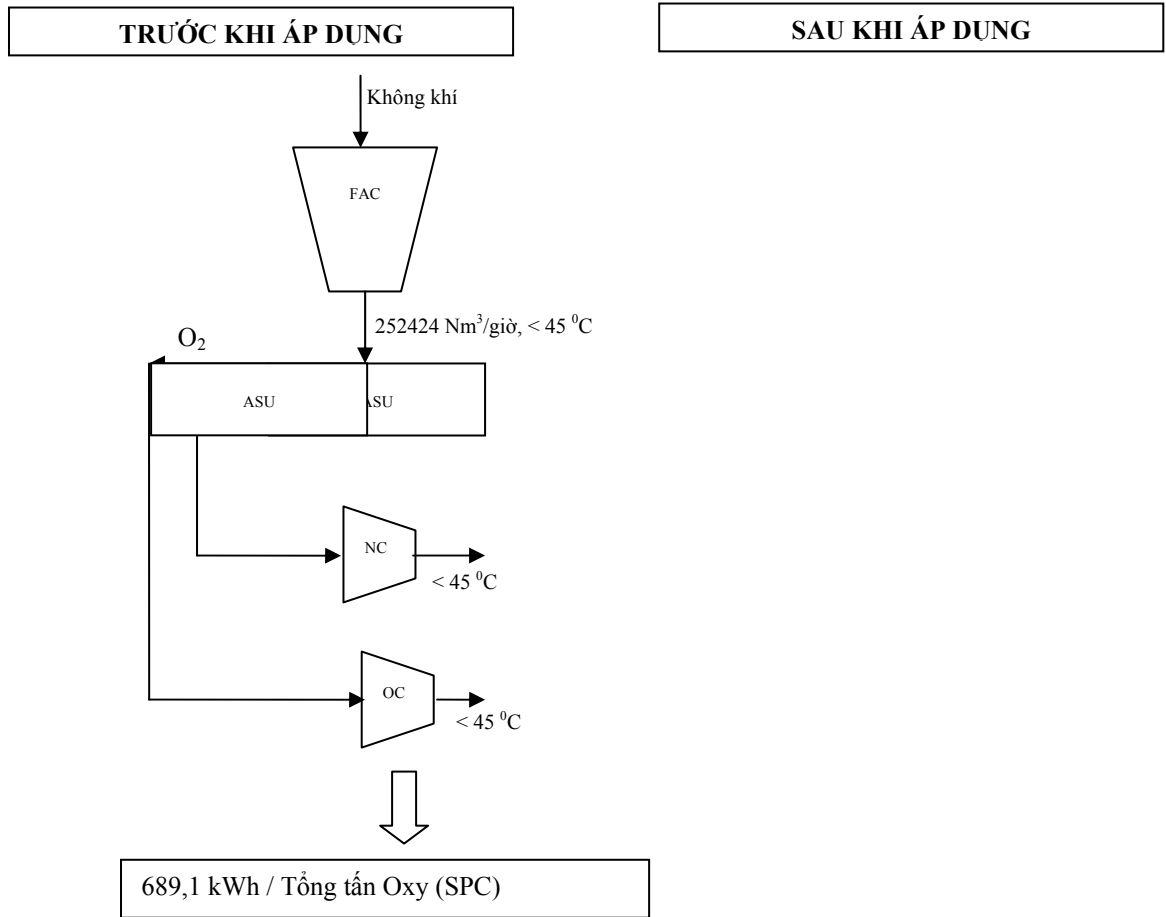 TRƯỚC KHI ÁP DỤNG
SAU KHI ÁP DỤNG
Không khí
FAC
252424 Nm³/giờ, < 45 ⁰C
O₂
ASU
ASU
NC
< 45 ⁰C
OC
< 45 ⁰C
689,1 kWh / Tổng tấn Oxy (SPC)